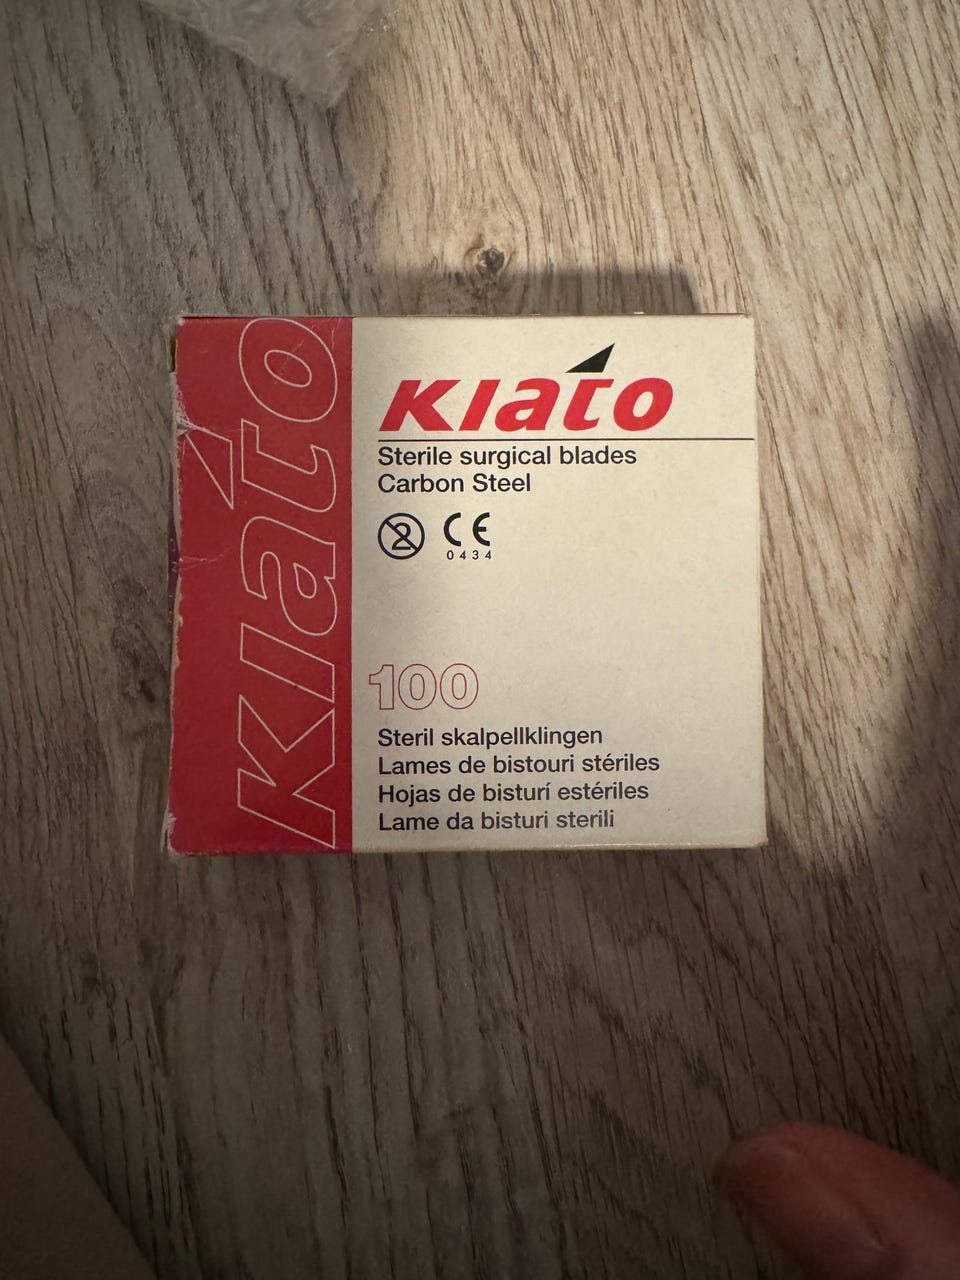 Kiato
Kiato
Sterile surgical blades
Carbon Steel
2
CE
0434
100
Steril skalpellklingen
Lames de bistouri stériles
Hojas de bisturí estériles
Lame da bisturi sterili